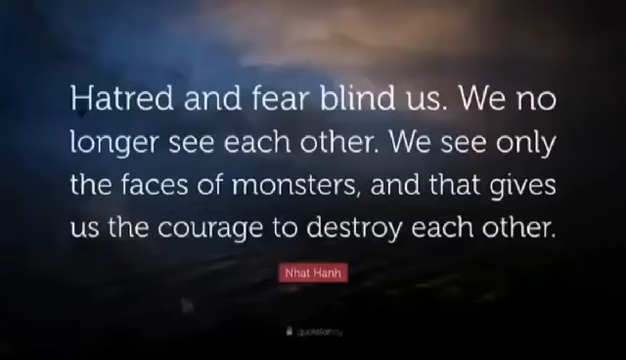 Hatred and fear blind us. We no
longer see each other. We see only
the faces of monsters, and that gives
us the courage to destroy each other.
Nhat Hanh